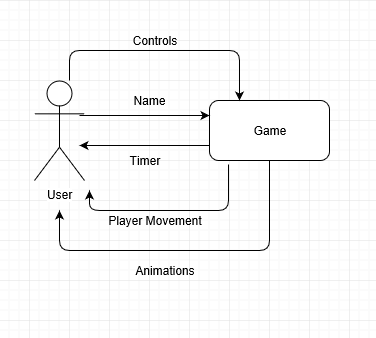 Controls
Name
Game
Timer
User
Player Movement
Animations